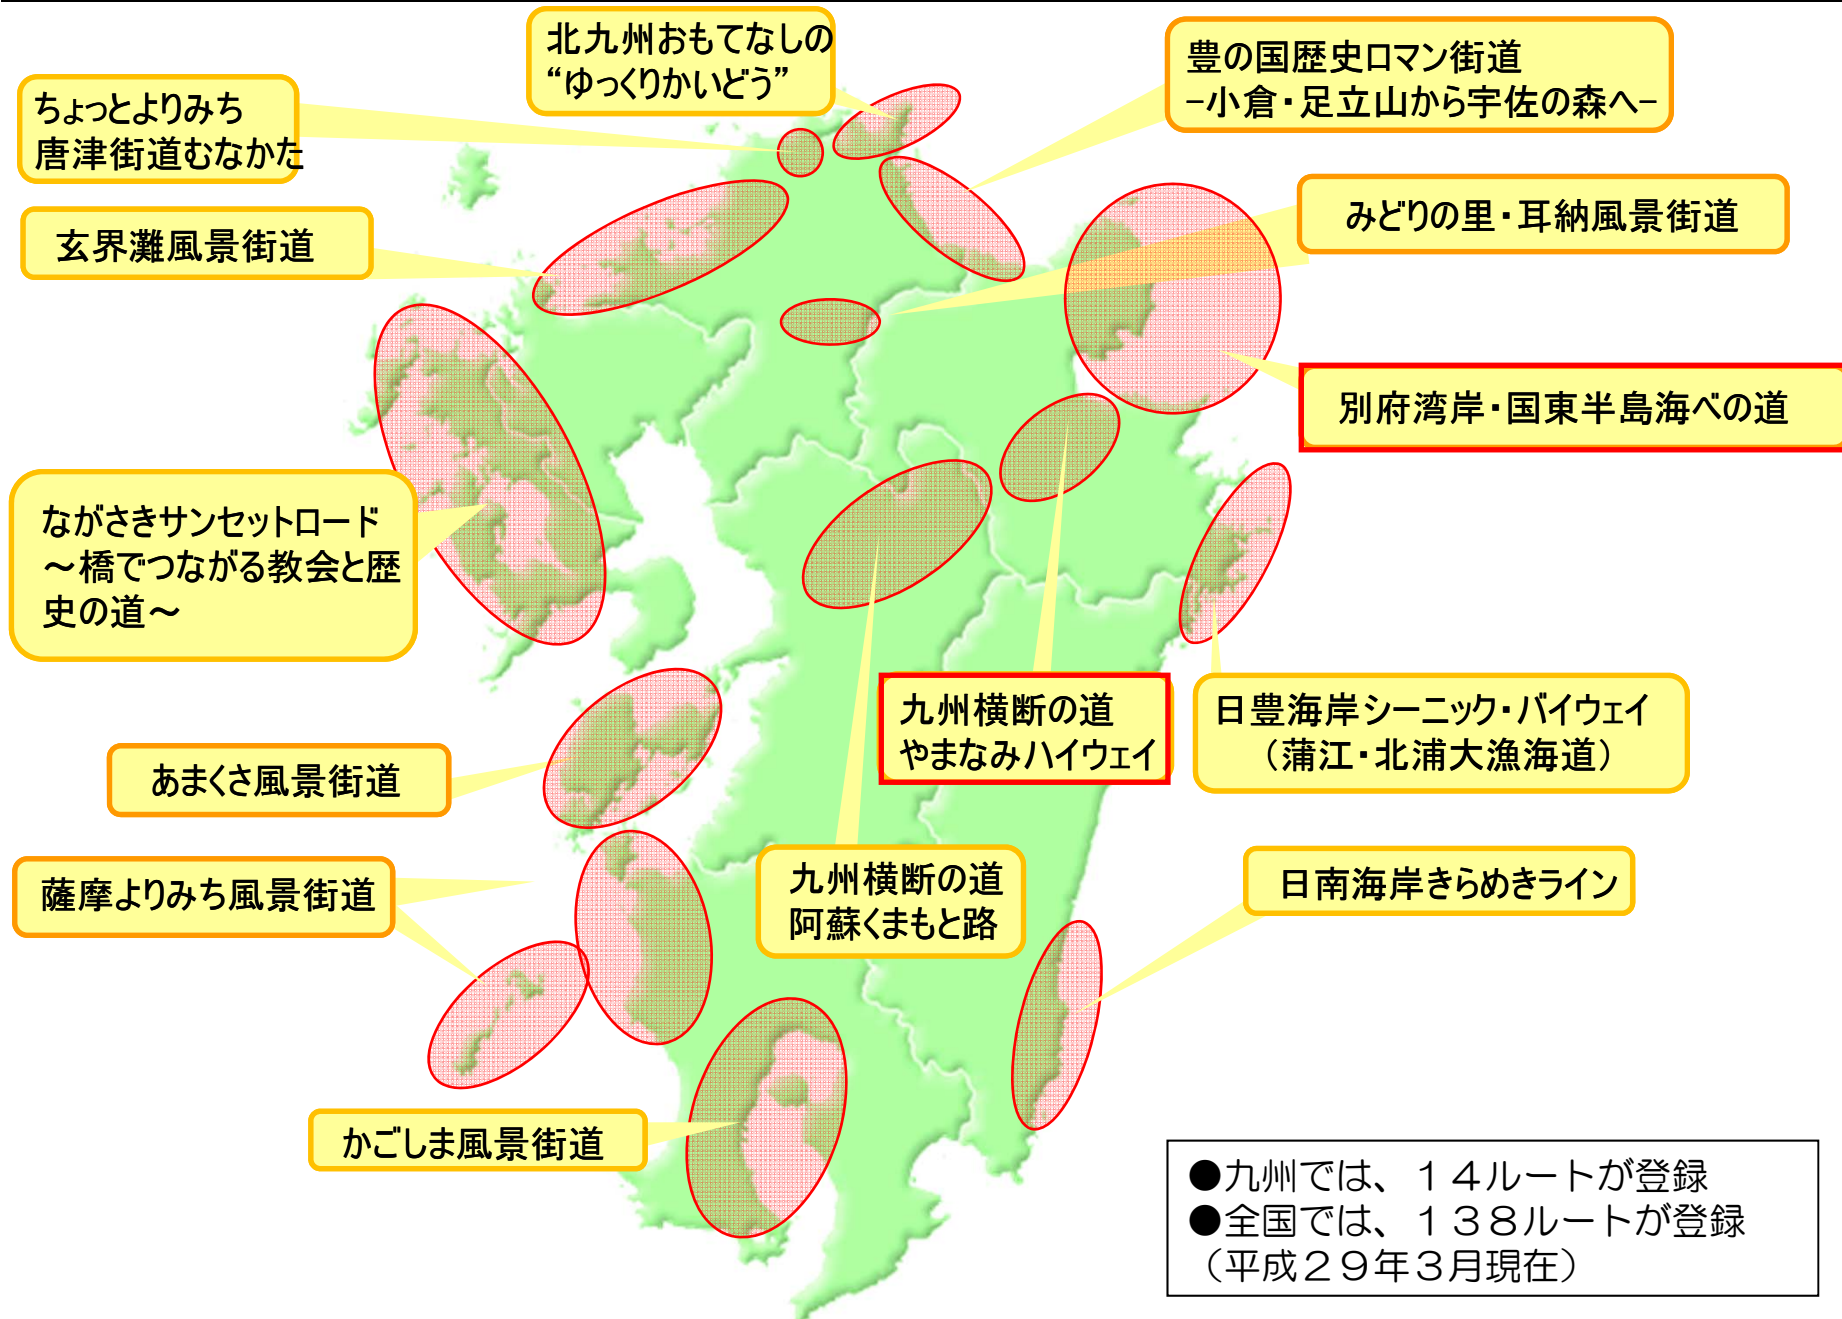 北九州おもてなしの
“ゆっくりかいどう”
豊の国歴史ロマン街道
−小倉・足立山から宇佐の森へ−
ちょっとよりみち
唐津街道むなかた
みどりの里・耳納風景街道
玄界灘風景街道
別府湾岸・国東半島海べの道
ながさきサンセットロード
～橋でつながる教会と歴
史の道～
九州横断の道
やまなみハイウェイ
日豊海岸シーニック・バイウェイ
（蒲江・北浦大漁海道）
あまくさ風景街道
九州横断の道
阿蘇くまもと路
日南海岸きらめきライン
薩摩よりみち風景街道
かごしま風景街道
●九州では、１４ルートが登録
●全国では、１３８ルートが登録
（平成２９年３月現在）